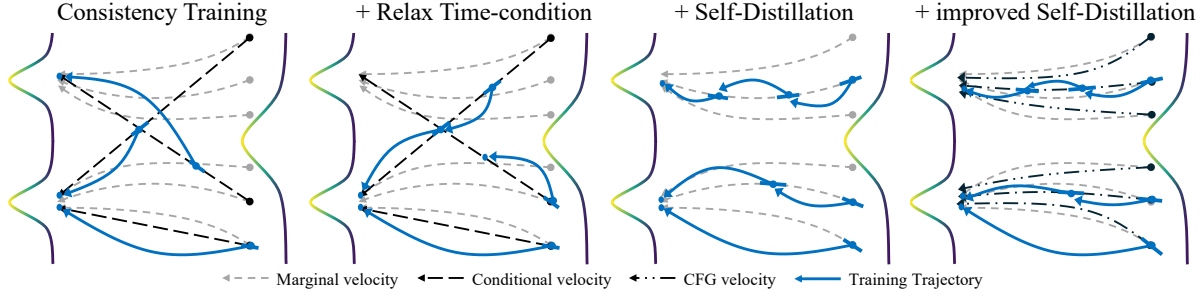 Consistency Training
+ Relax Time-condition
+ Self-Distillation
+ improved Self-Distillation
Marginal velocity
Conditional velocity
CFG velocity
Training Trajectory